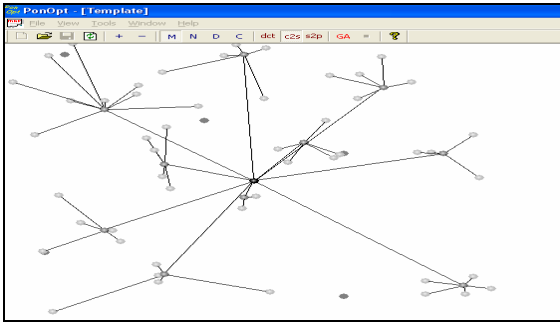 PonOpt - [Template]
File View Tools Window Help
+ - M N D C dct c2s s2p GA = ?